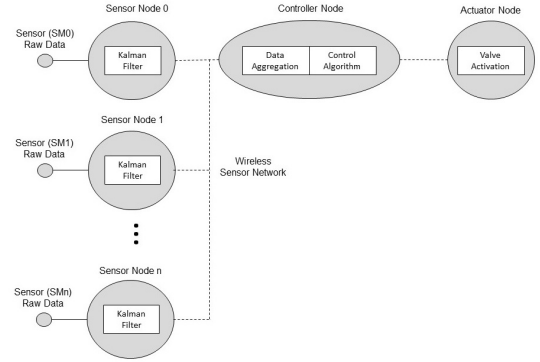 Sensor Node 0
Controller Node
Actuator Node
Sensor (SM0)
Raw Data
Kalman
Filter
Data
Aggregation
Control
Algorithm
Valve
Activation
Sensor Node 1
Sensor (SM1)
Raw Data
Kalman
Filter
Wireless
Sensor Network
Sensor Node n
Sensor (SMn)
Raw Data
Kalman
Filter